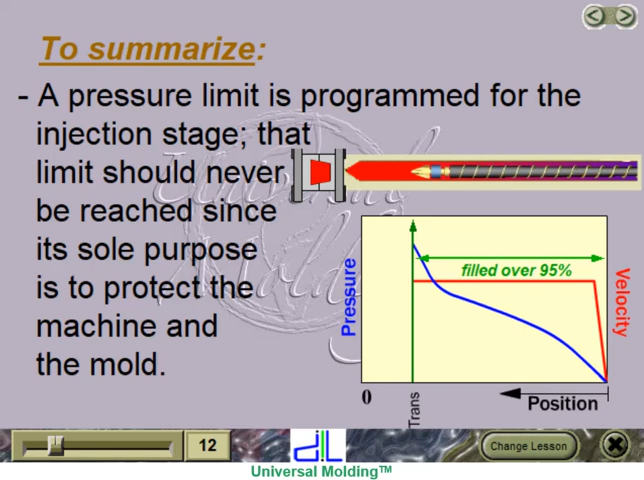 To summarize:
- A pressure limit is programmed for the
injection stage; that
limit should never
be reached since
its sole purpose
is to protect the
machine and
the mold.
filled over 95%
Pressure
Velocity
0
Trans
Position
12
Change Lesson
Universal Molding™
Universal
Molding